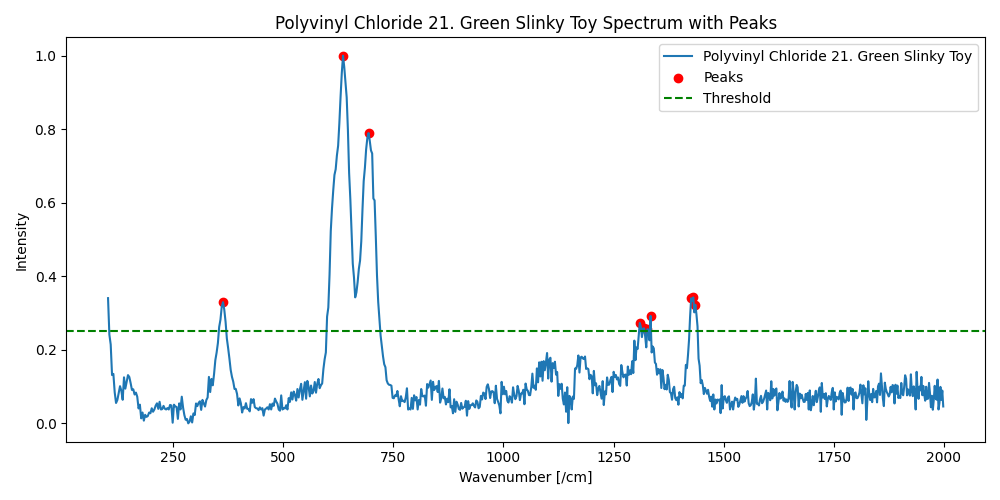 Polyvinyl Chloride 21. Green Slinky Toy Spectrum with Peaks
Polyvinyl Chloride 21. Green Slinky Toy
Peaks
Threshold
Intensity
1.0
0.8
0.6
0.4
0.2
0.0
250
500
750
1000
1250
1500
1750
2000
Wavenumber [/cm]